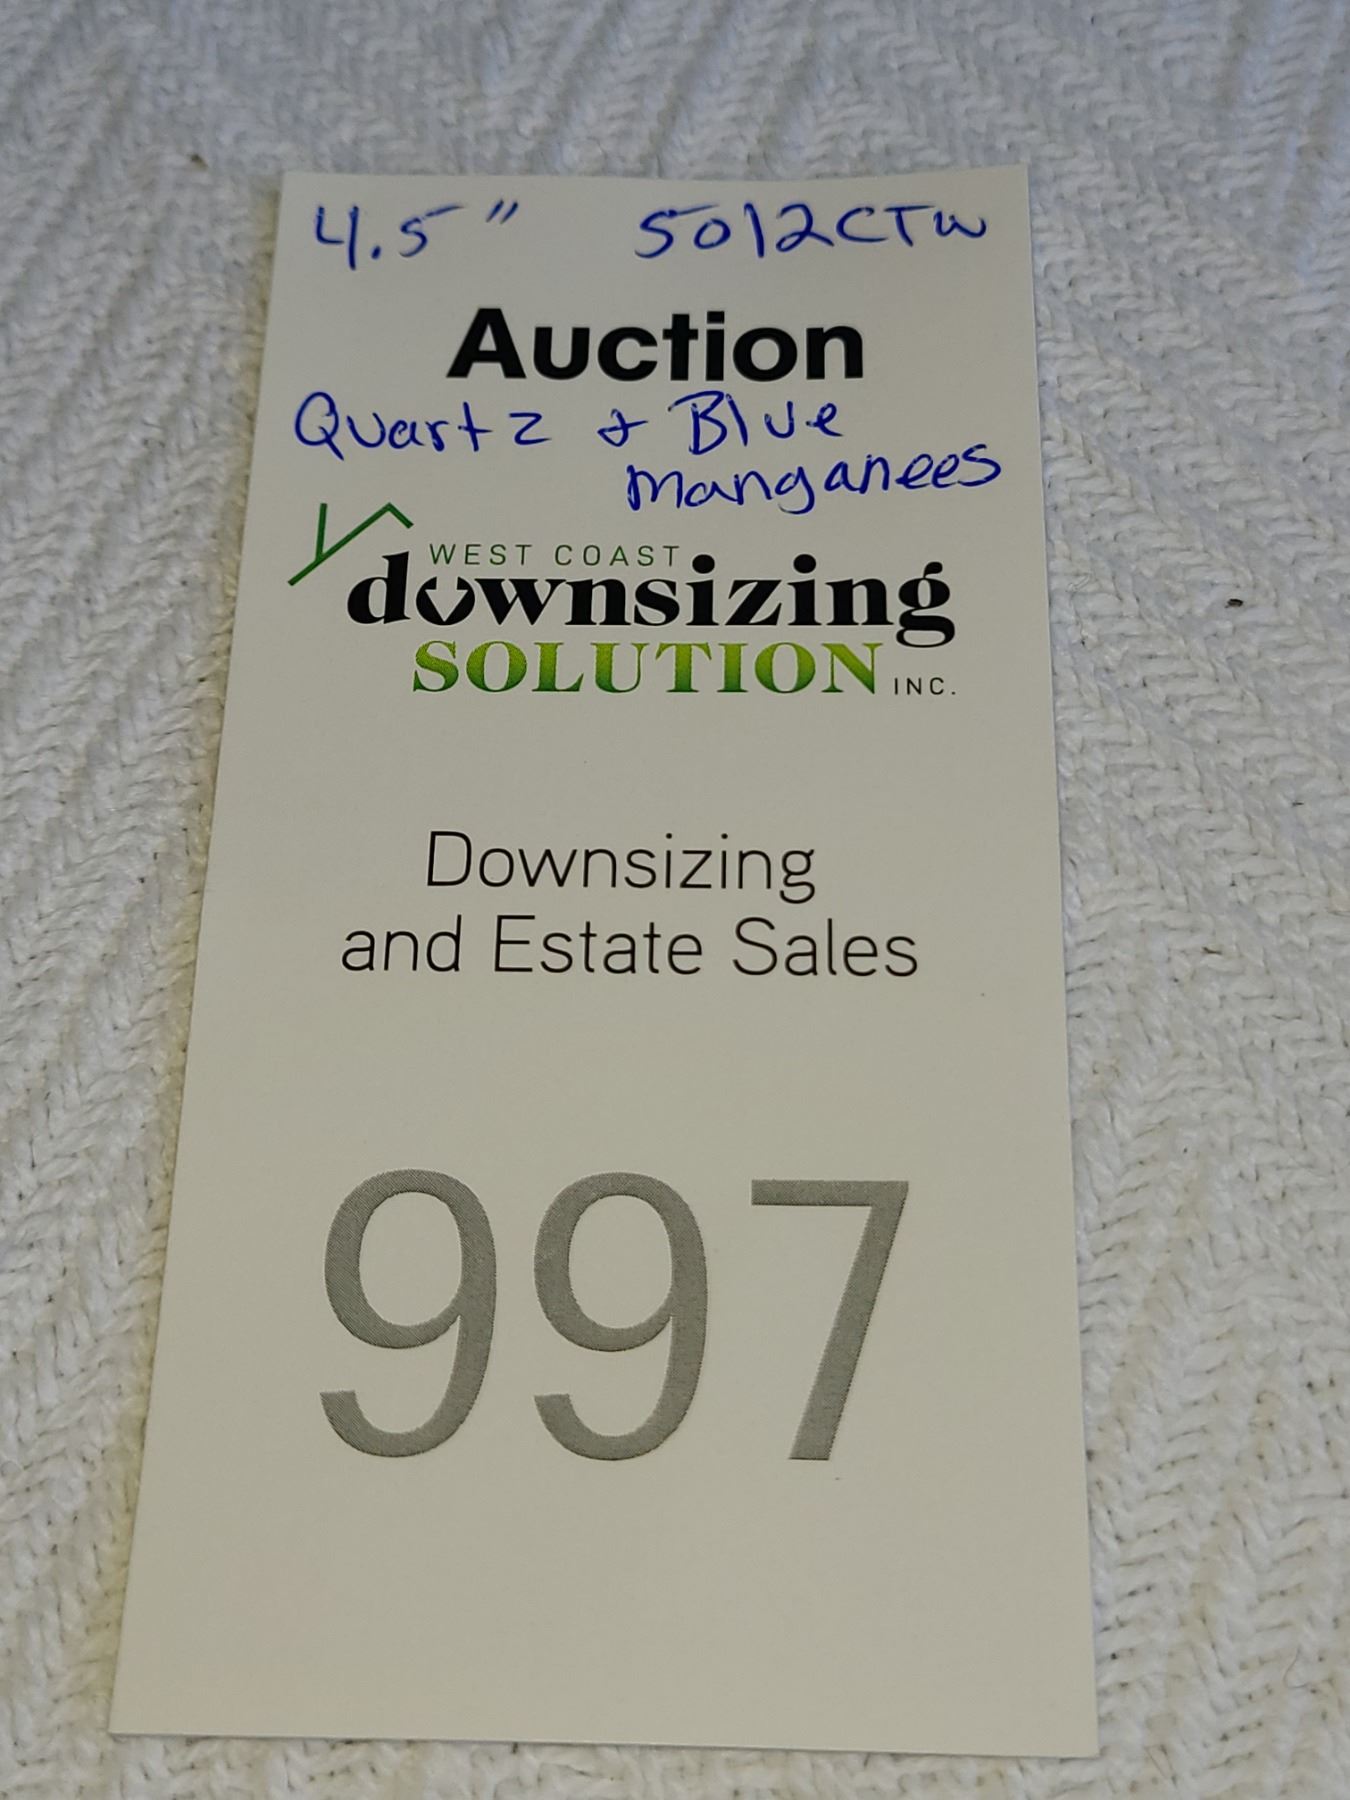 4.5" 5012CTW
Auction
Quartz & Blue
Manganees
WEST COAST
downsizing
SOLUTION INC.
Downsizing
and Estate Sales
997